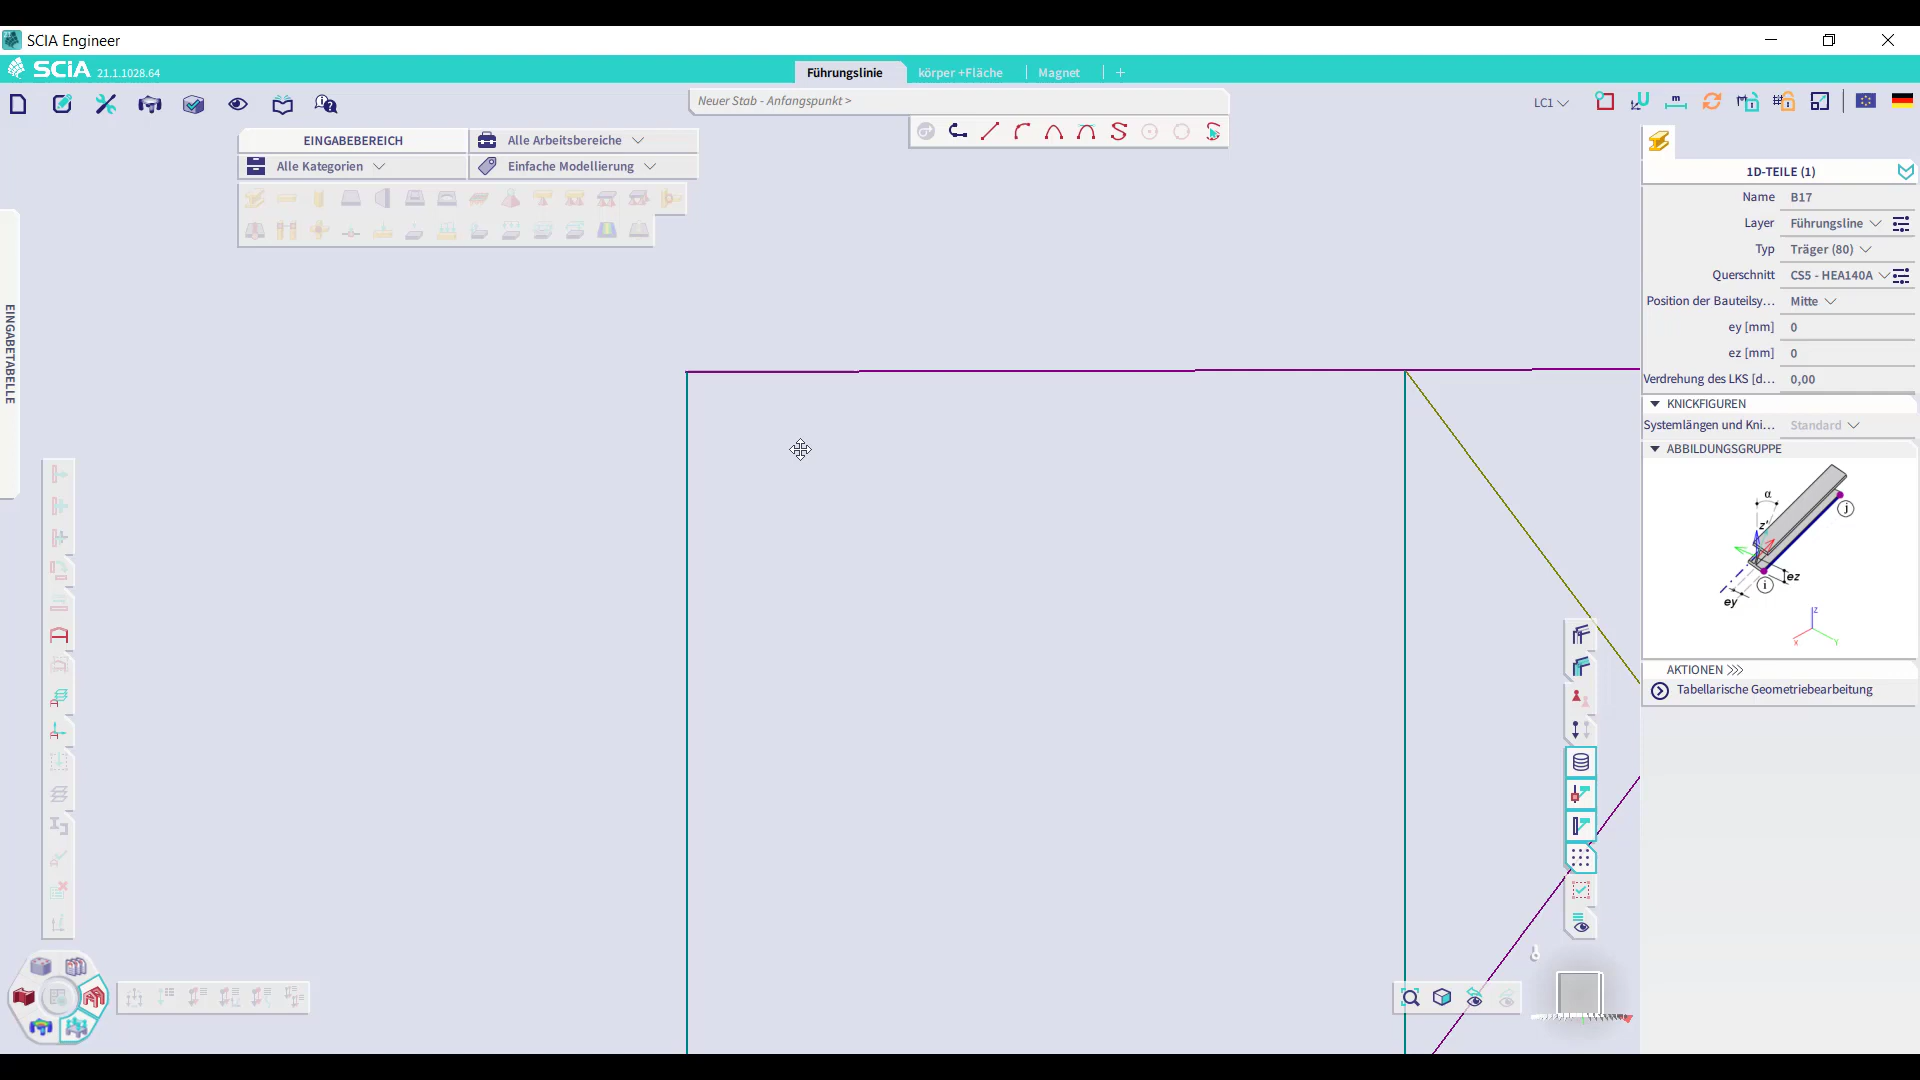 SCIA Engineer
SCiA 21.1.1028.64
Führungslinie
körper +Fläche
Magnet
+
Neuer Stab - Anfangspunkt >
LC1
EINGABEBEREICH
Alle Arbeitsbereiche
Alle Kategorien
Einfache Modellierung
EINGABETABELLE
1D-TEILE (1)
Name B17
Layer Führungsline
Typ Träger (80)
Querschnitt CS5 - HEA140A
Position der Bauteilsy... Mitte
ey [mm] 0
ez [mm] 0
Verdrehung des LKS [d... 0,00
KNICKFIGUREN
Systemlängen und Kni... Standard
ABBILDUNGSGRUPPE
α
z'
j
ez
i
ey
z
x
Y
AKTIONEN >>>
Tabellarische Geometriebearbeitung